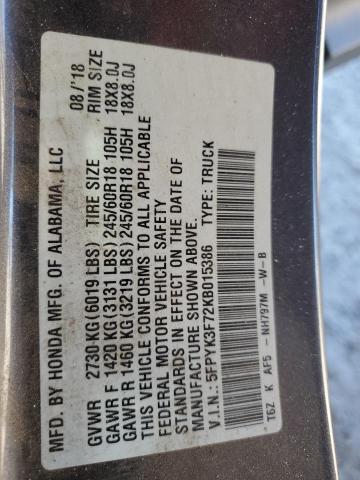 MFD. BY HONDA MFG. OF ALABAMA, LLC 08/'18
GVWR 2730 KG (6019 LBS) TIRE SIZE RIM SIZE
GAWR F 1420 KG (3131 LBS) 245/60R18 105H 18X8.0J
GAWR R 1460 KG (3219 LBS) 245/60R18 105H 18X8.0J
THIS VEHICLE CONFORMS TO ALL APPLICABLE
FEDERAL MOTOR VEHICLE SAFETY
STANDARDS IN EFFECT ON THE DATE OF
MANUFACTURE SHOWN ABOVE.
V.I.N.: 5FPYK3F72KB015386 TYPE: TRUCK
T6Z K AF5 - NH797M -W-B